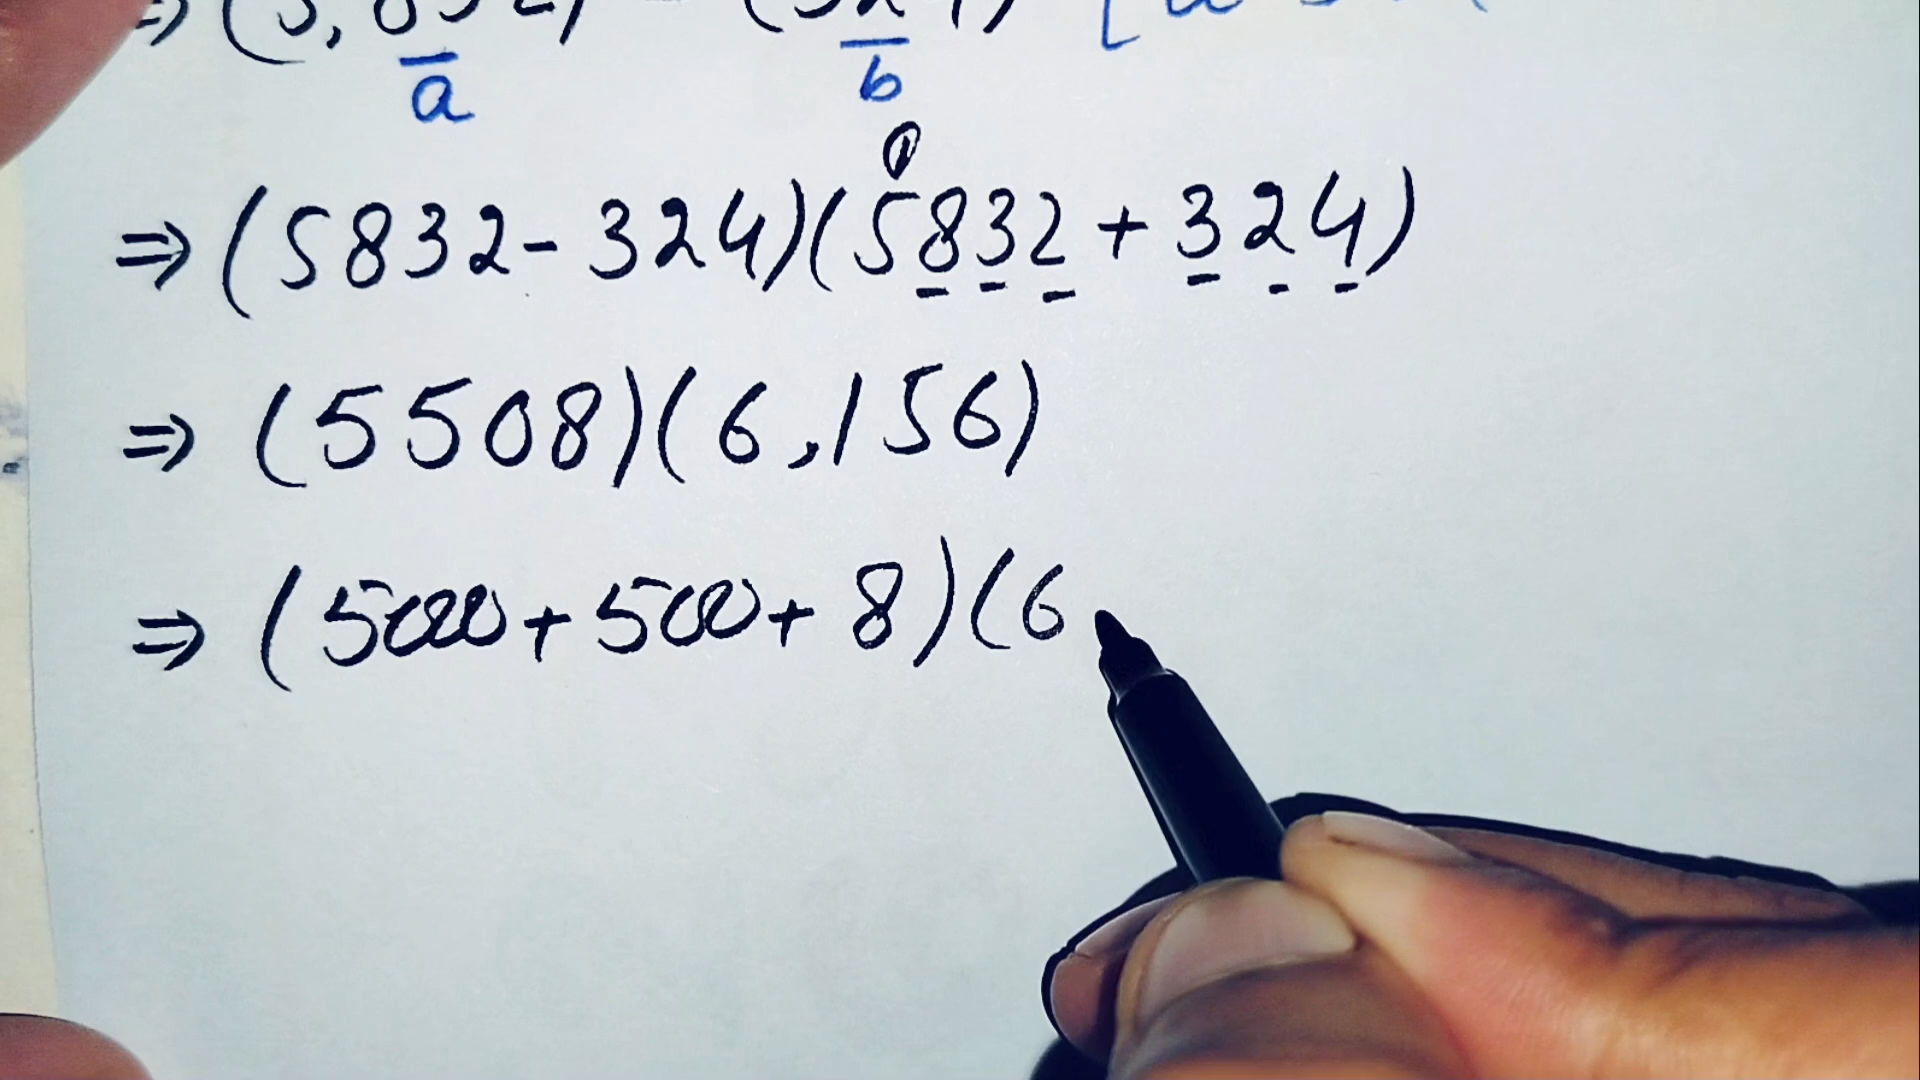 a b
⇒ (5832 - 324)(5832 + 324)
⇒ (5508)(6,156)
⇒ (5000 + 500 + 8)(6